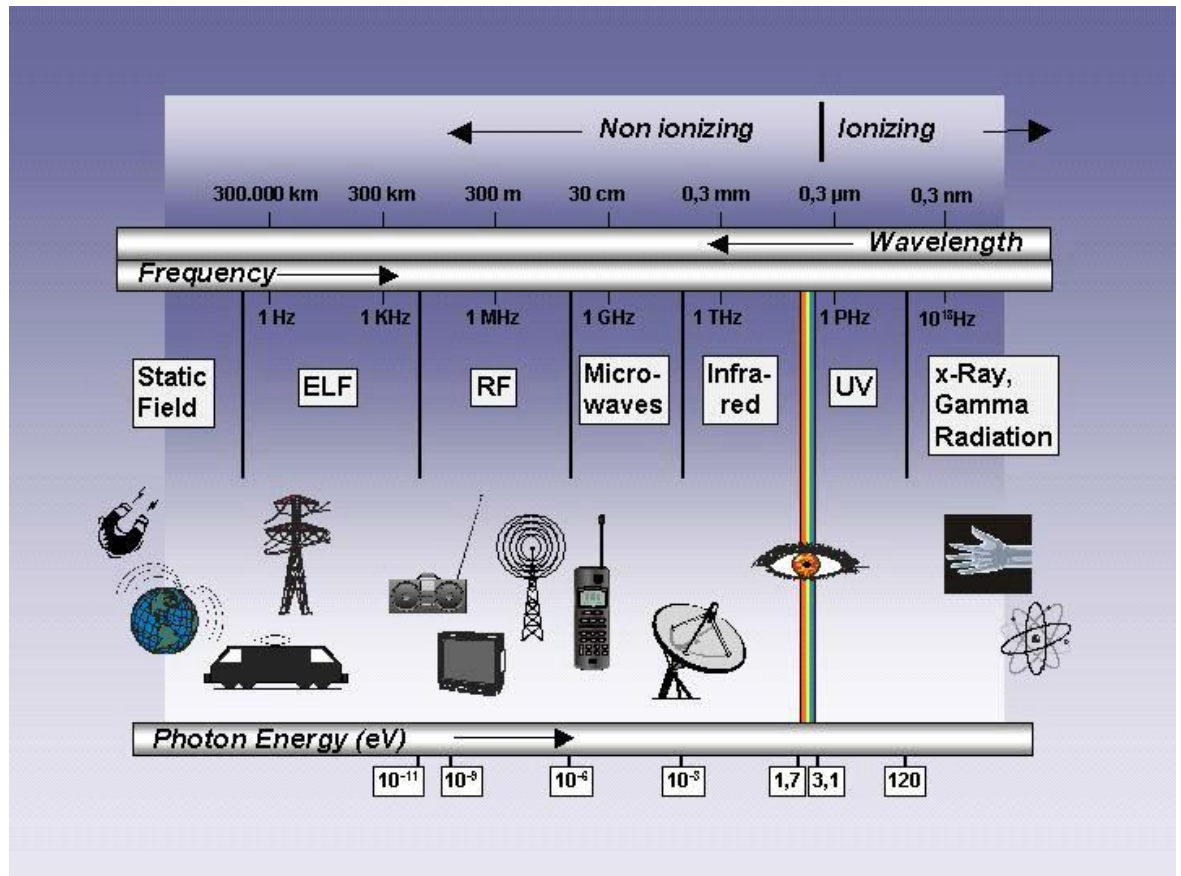 Non ionizing Ionizing
300.000 km 300 km 300 m 30 cm 0,3 mm 0,3 µm 0,3 nm
Wavelength
Frequency
1 Hz 1 KHz 1 MHz 1 GHz 1 THz 1 PHz 10¹⁸Hz
Static
Field
ELF
RF
Micro-
waves
Infra-
red
UV
x-Ray,
Gamma
Radiation
Photon Energy (eV)
10⁻¹¹ 10⁻⁹ 10⁻⁶ 10⁻³ 1,7 3,1 120